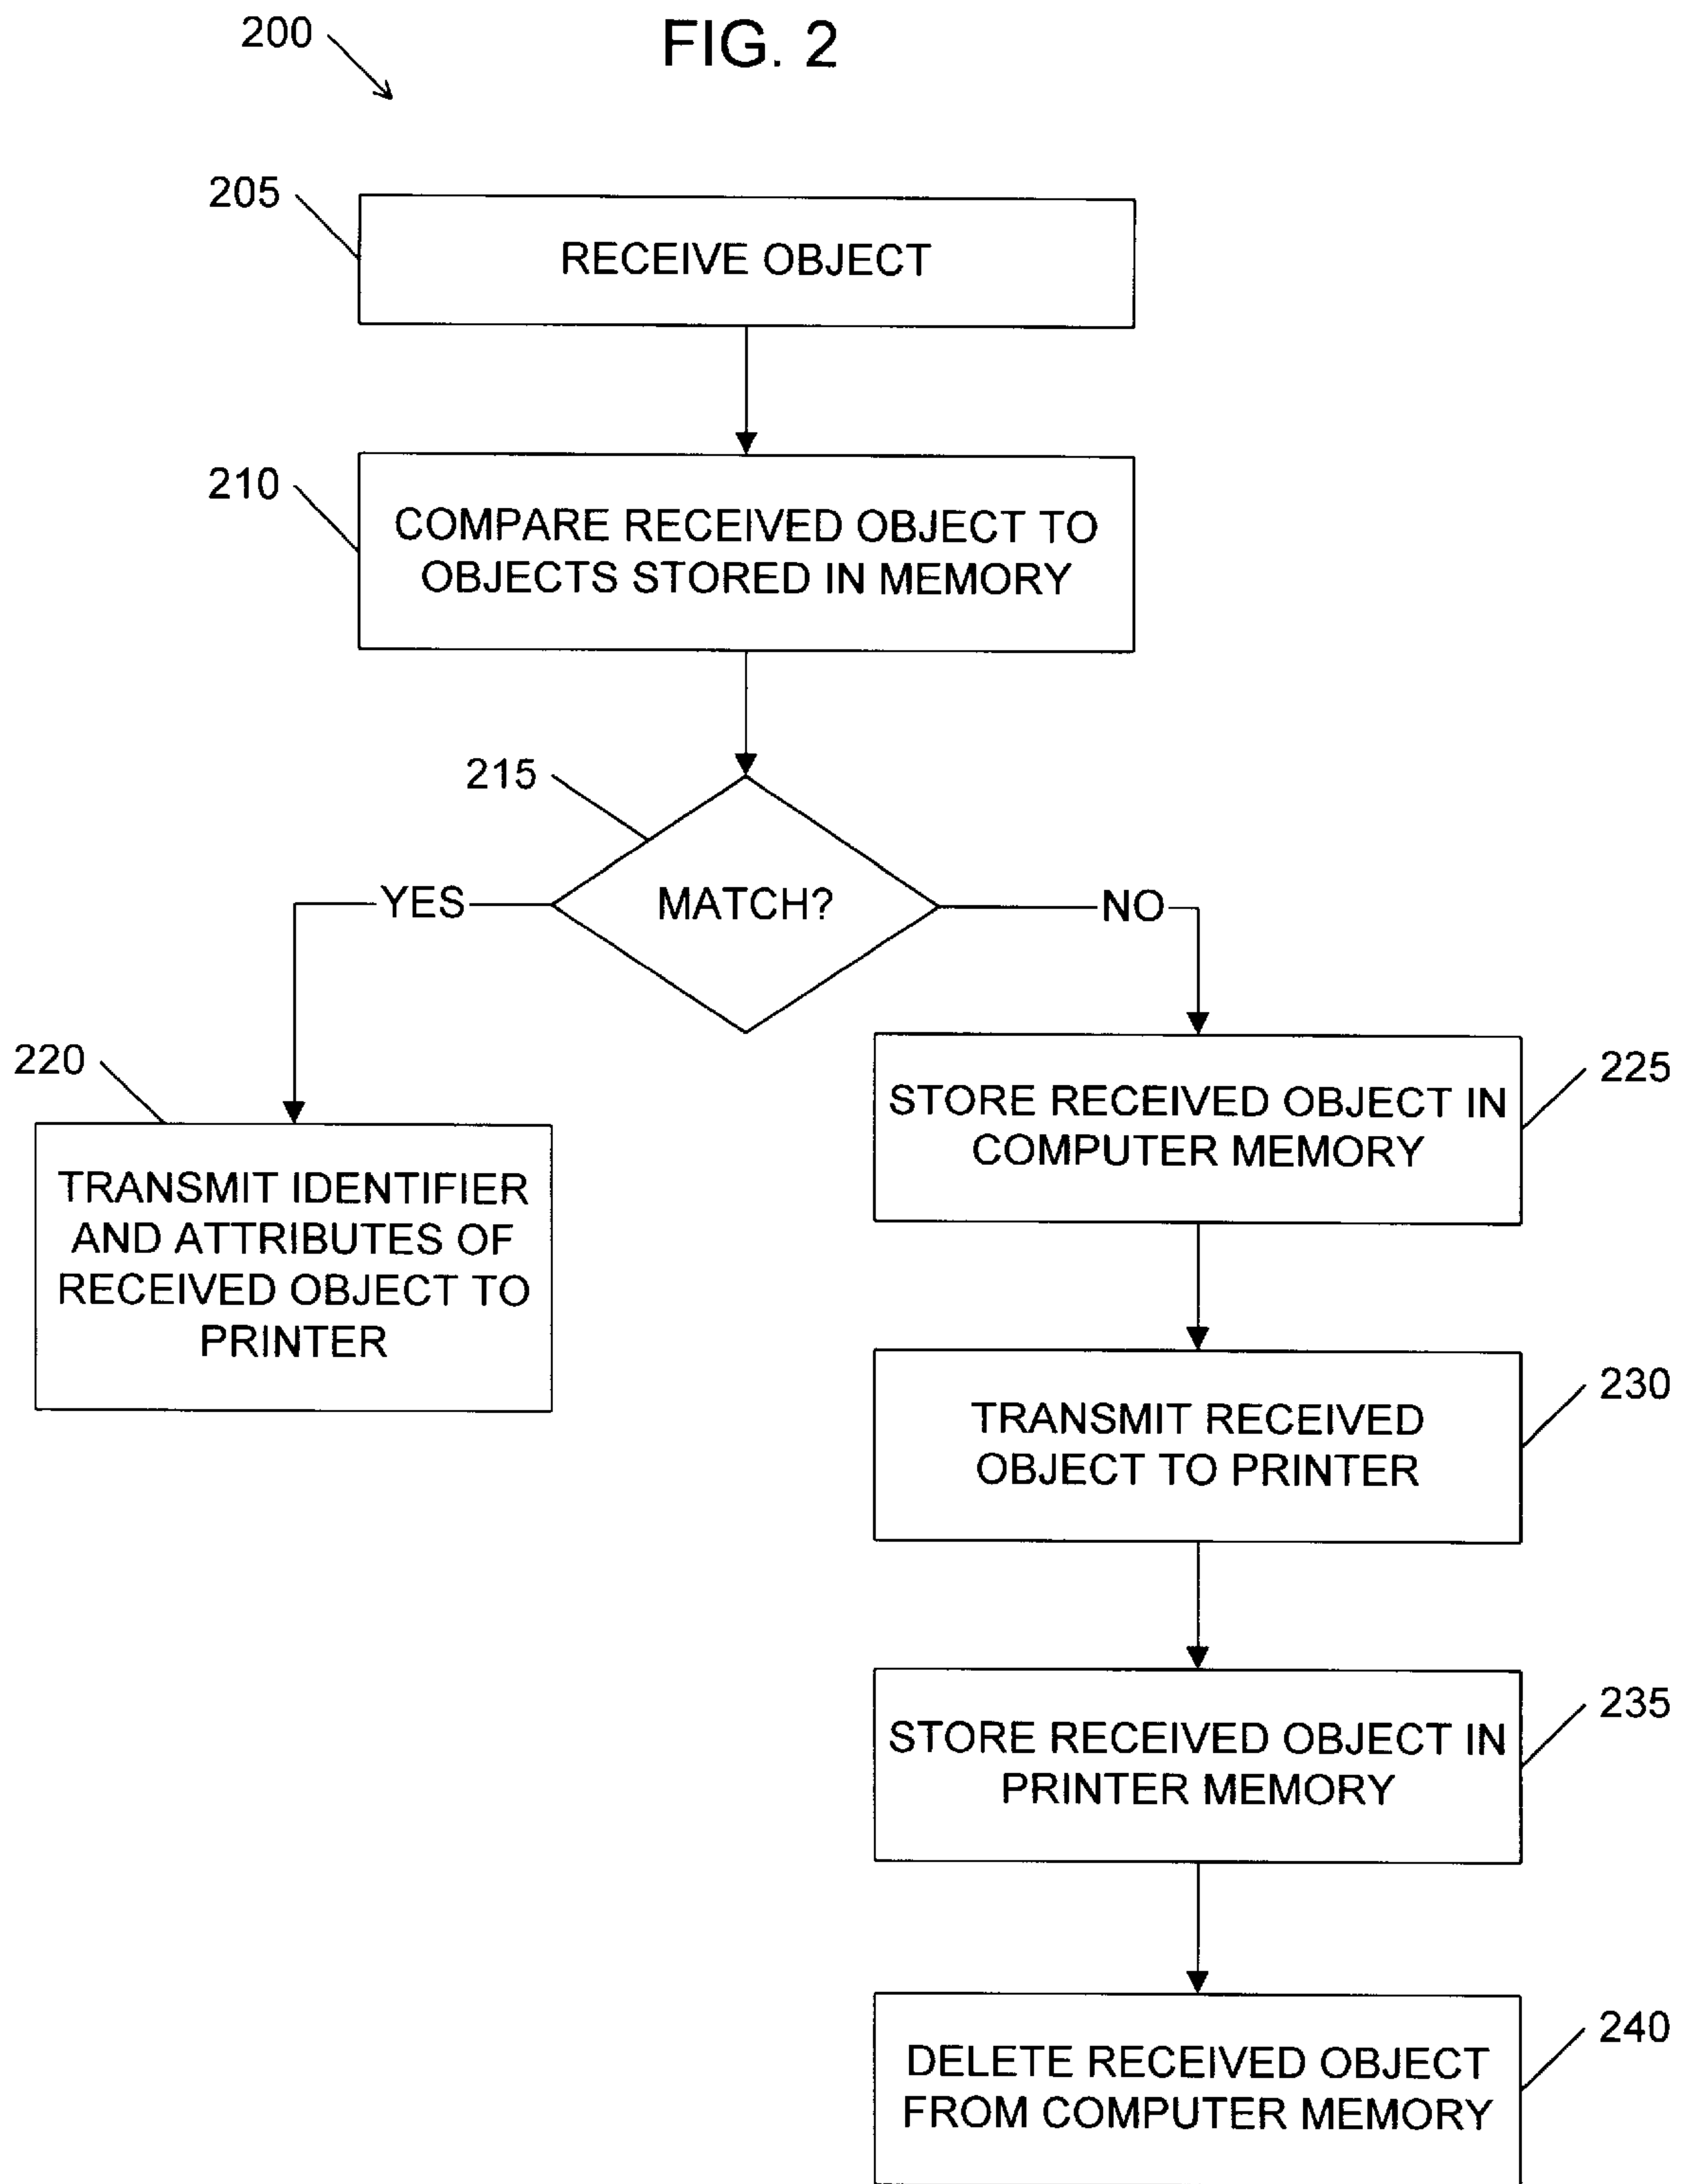 200
FIG. 2
205
RECEIVE OBJECT
210
COMPARE RECEIVED OBJECT TO
OBJECTS STORED IN MEMORY
215
MATCH?
YES
NO
220
TRANSMIT IDENTIFIER
AND ATTRIBUTES OF
RECEIVED OBJECT TO
PRINTER
225
STORE RECEIVED OBJECT IN
COMPUTER MEMORY
230
TRANSMIT RECEIVED
OBJECT TO PRINTER
235
STORE RECEIVED OBJECT IN
PRINTER MEMORY
240
DELETE RECEIVED OBJECT
FROM COMPUTER MEMORY